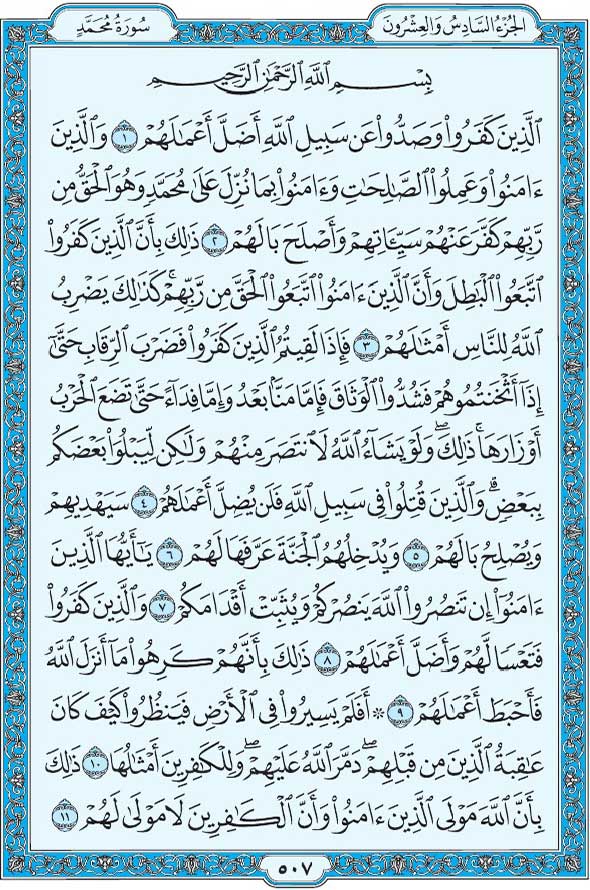 سُورَةُ مُحَمَّدٍ
الجُزْءُ السَّادِسُ وَالعِشْرُونَ
بِسْمِ ٱللَّهِ ٱلرَّحْمَٰنِ ٱلرَّحِيمِ
ٱلَّذِينَ كَفَرُوا۟ وَصَدُّوا۟ عَن سَبِيلِ ٱللَّهِ أَضَلَّ أَعْمَٰلَهُمْ ١ وَٱلَّذِينَ
ءَامَنُوا۟ وَعَمِلُوا۟ ٱلصَّٰلِحَٰتِ وَءَامَنُوا۟ بِمَا نُزِّلَ عَلَىٰ مُحَمَّدٍ وَهُوَ ٱلْحَقُّ مِن
رَّبِّهِمْ كَفَّرَ عَنْهُمْ سَيِّـَٔاتِهِمْ وَأَصْلَحَ بَالَهُمْ ٢ ذَٰلِكَ بِأَنَّ ٱلَّذِينَ كَفَرُوا۟
ٱتَّبَعُوا۟ ٱلْبَٰطِلَ وَأَنَّ ٱلَّذِينَ ءَامَنُوا۟ ٱتَّبَعُوا۟ ٱلْحَقَّ مِن رَّبِّهِمْ ۚ كَذَٰلِكَ يَضْرِبُ
ٱللَّهُ لِلنَّاسِ أَمْثَٰلَهُمْ ٣ فَإِذَا لَقِيتُمُ ٱلَّذِينَ كَفَرُوا۟ فَضَرْبَ ٱلرِّقَابِ حَتَّىٰٓ
إِذَآ أَثْخَنتُمُوهُمْ فَشُدُّوا۟ ٱلْوَثَاقَ فَإِمَّا مَنًّۢا بَعْدُ وَإِمَّا فِدَآءً حَتَّىٰ تَضَعَ ٱلْحَرْبُ
أَوْزَارَهَا ۚ ذَٰلِكَ ۖ وَلَوْ يَشَآءُ ٱللَّهُ لَٱنتَصَرَ مِنْهُمْ وَلَٰكِن لِّيَبْلُوَا۟ بَعْضَكُم
بِبَعْضٍ ۗ وَٱلَّذِينَ قُتِلُوا۟ فِى سَبِيلِ ٱللَّهِ فَلَن يُضِلَّ أَعْمَٰلَهُمْ ٤ سَيَهْدِيهِمْ
وَيُصْلِحُ بَالَهُمْ ٥ وَيُدْخِلُهُمُ ٱلْجَنَّةَ عَرَّفَهَا لَهُمْ ٦ يَٰٓأَيُّهَا ٱلَّذِينَ
ءَامَنُوٓا۟ إِن تَنصُرُوا۟ ٱللَّهَ يَنصُرْكُمْ وَيُثَبِّتْ أَقْدَامَكُمْ ٧ وَٱلَّذِينَ كَفَرُوا۟
فَتَعْسًا لَّهُمْ وَأَضَلَّ أَعْمَٰلَهُمْ ٨ ذَٰلِكَ بِأَنَّهُمْ كَرِهُوا۟ مَآ أَنزَلَ ٱللَّهُ
فَأَحْبَطَ أَعْمَٰلَهُمْ ٩ ۞ أَفَلَمْ يَسِيرُوا۟ فِى ٱلْأَرْضِ فَيَنظُرُوا۟ كَيْفَ كَانَ
عَٰقِبَةُ ٱلَّذِينَ مِن قَبْلِهِمْ ۖ دَمَّرَ ٱللَّهُ عَلَيْهِمْ ۖ وَلِلْكَٰفِرِينَ أَمْثَٰلُهَا ١٠ ذَٰلِكَ
بِأَنَّ ٱللَّهَ مَوْلَى ٱلَّذِينَ ءَامَنُوا۟ وَأَنَّ ٱلْكَٰفِرِينَ لَا مَوْلَىٰ لَهُمْ ١١
٥٠٧